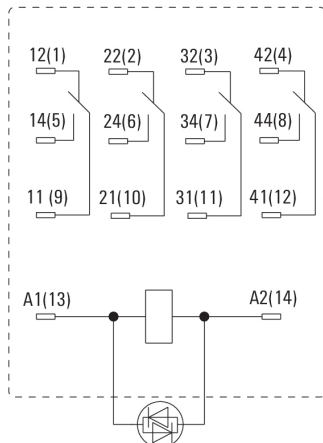 12(1) 22(2) 32(3) 42(4)
14(5) 24(6) 34(7) 44(8)
11 (9) 21(10) 31(11) 41(12)
A1(13) A2(14)